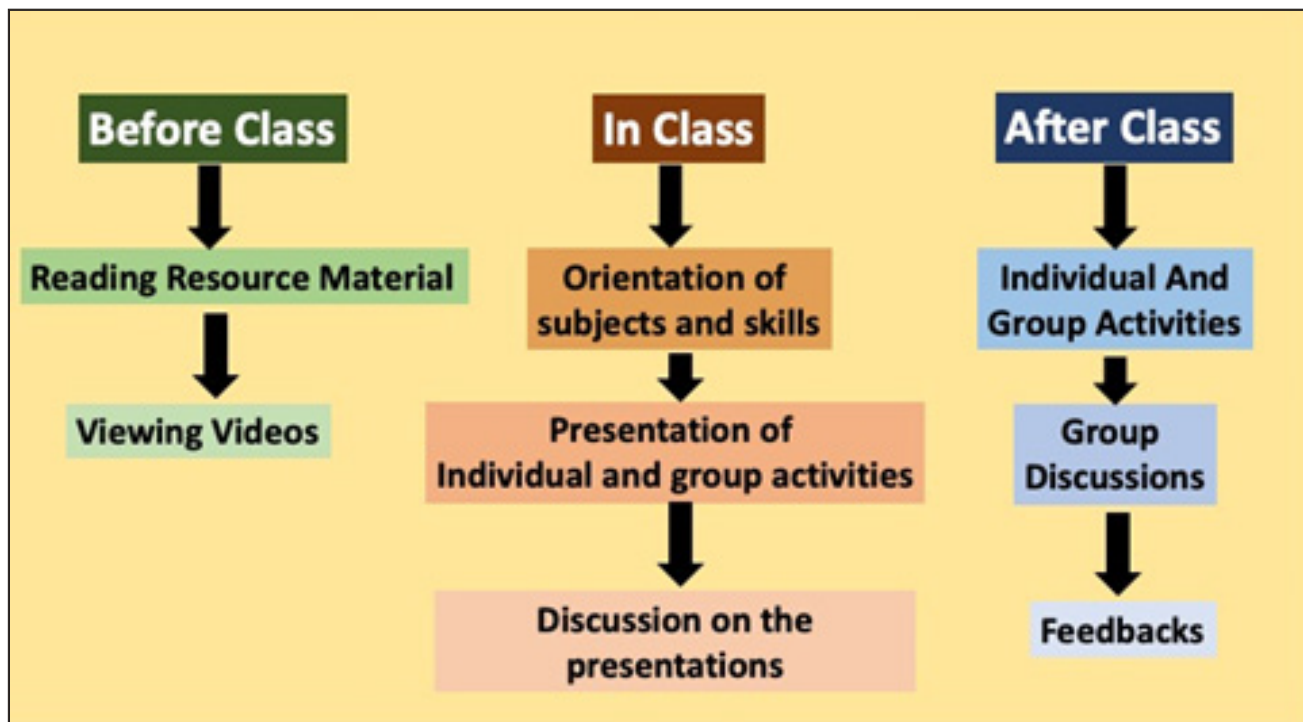 Before Class
Reading Resource Material
Viewing Videos
In Class
Orientation of
subjects and skills
Presentation of
Individual and group activities
Discussion on the
presentations
After Class
Individual And
Group Activities
Group
Discussions
Feedbacks